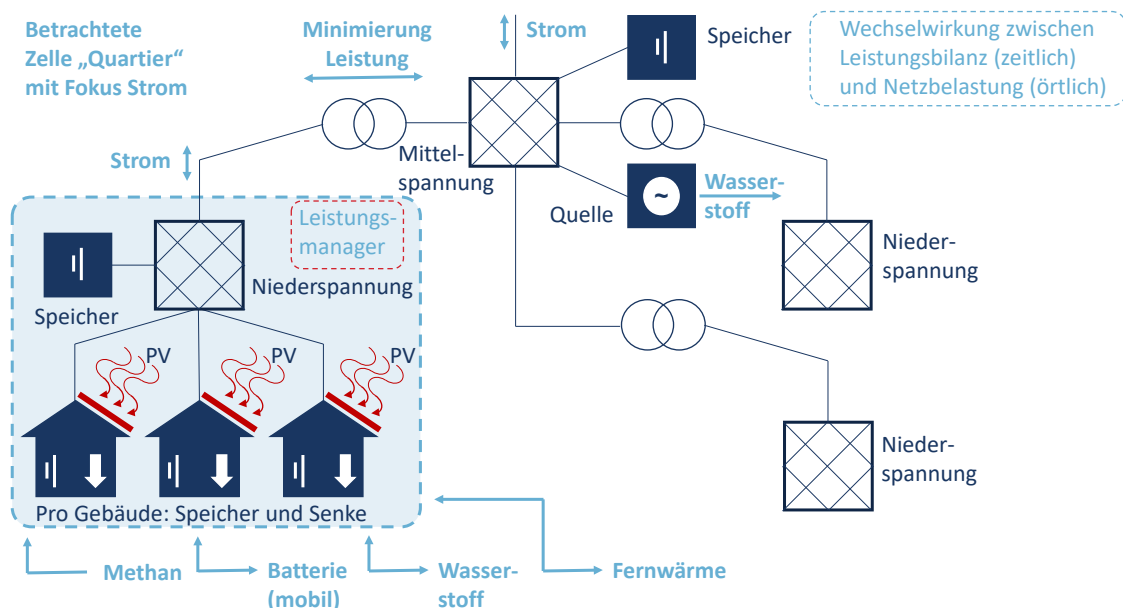 Betrachtete
Zelle „Quartier“
mit Fokus Strom
Minimierung
Leistung
Strom
Speicher
Wechselwirkung zwischen
Leistungsbilanz (zeitlich)
und Netzbelastung (örtlich)
Strom
Mittel-
spannung
Quelle
~
Wasser-
stoff
Leistungs-
manager
Niederspannung
Speicher
Nieder-
spannung
PV
PV
PV
Nieder-
spannung
Pro Gebäude: Speicher und Senke
Methan
Batterie
(mobil)
Wasser-
stoff
Fernwärme